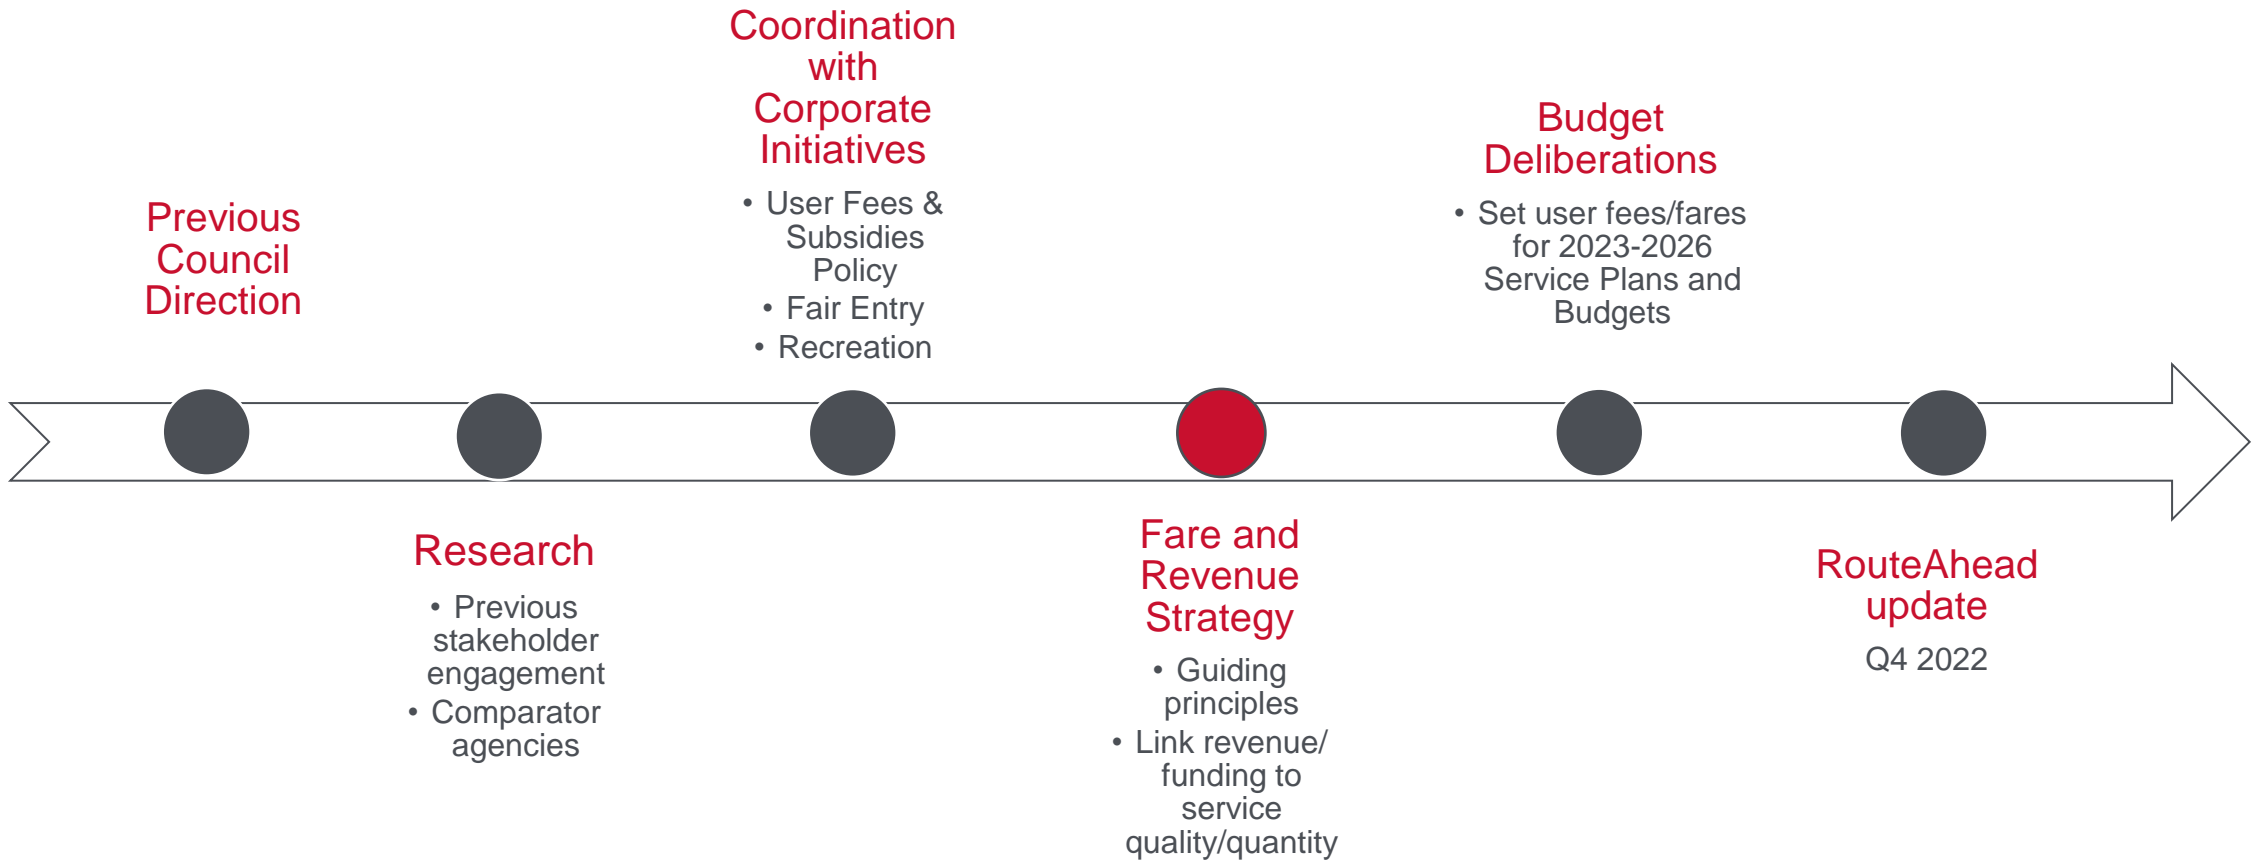 Previous
Council
Direction
Research
• Previous
stakeholder
engagement
• Comparator
agencies
Coordination
with
Corporate
Initiatives
• User Fees &
Subsidies
Policy
• Fair Entry
• Recreation
Fare and
Revenue
Strategy
• Guiding
principles
• Link revenue/
funding to
service
quality/quantity
Budget
Deliberations
• Set user fees/fares
for 2023-2026
Service Plans and
Budgets
RouteAhead
update
Q4 2022